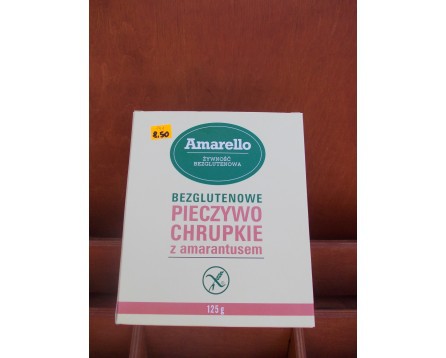 8,50
Amarello
ŻYWNOŚĆ
BEZGLUTENOWA
BEZGLUTENOWE
PIECZYWO
CHRUPKIE
z amarantusem
125 g